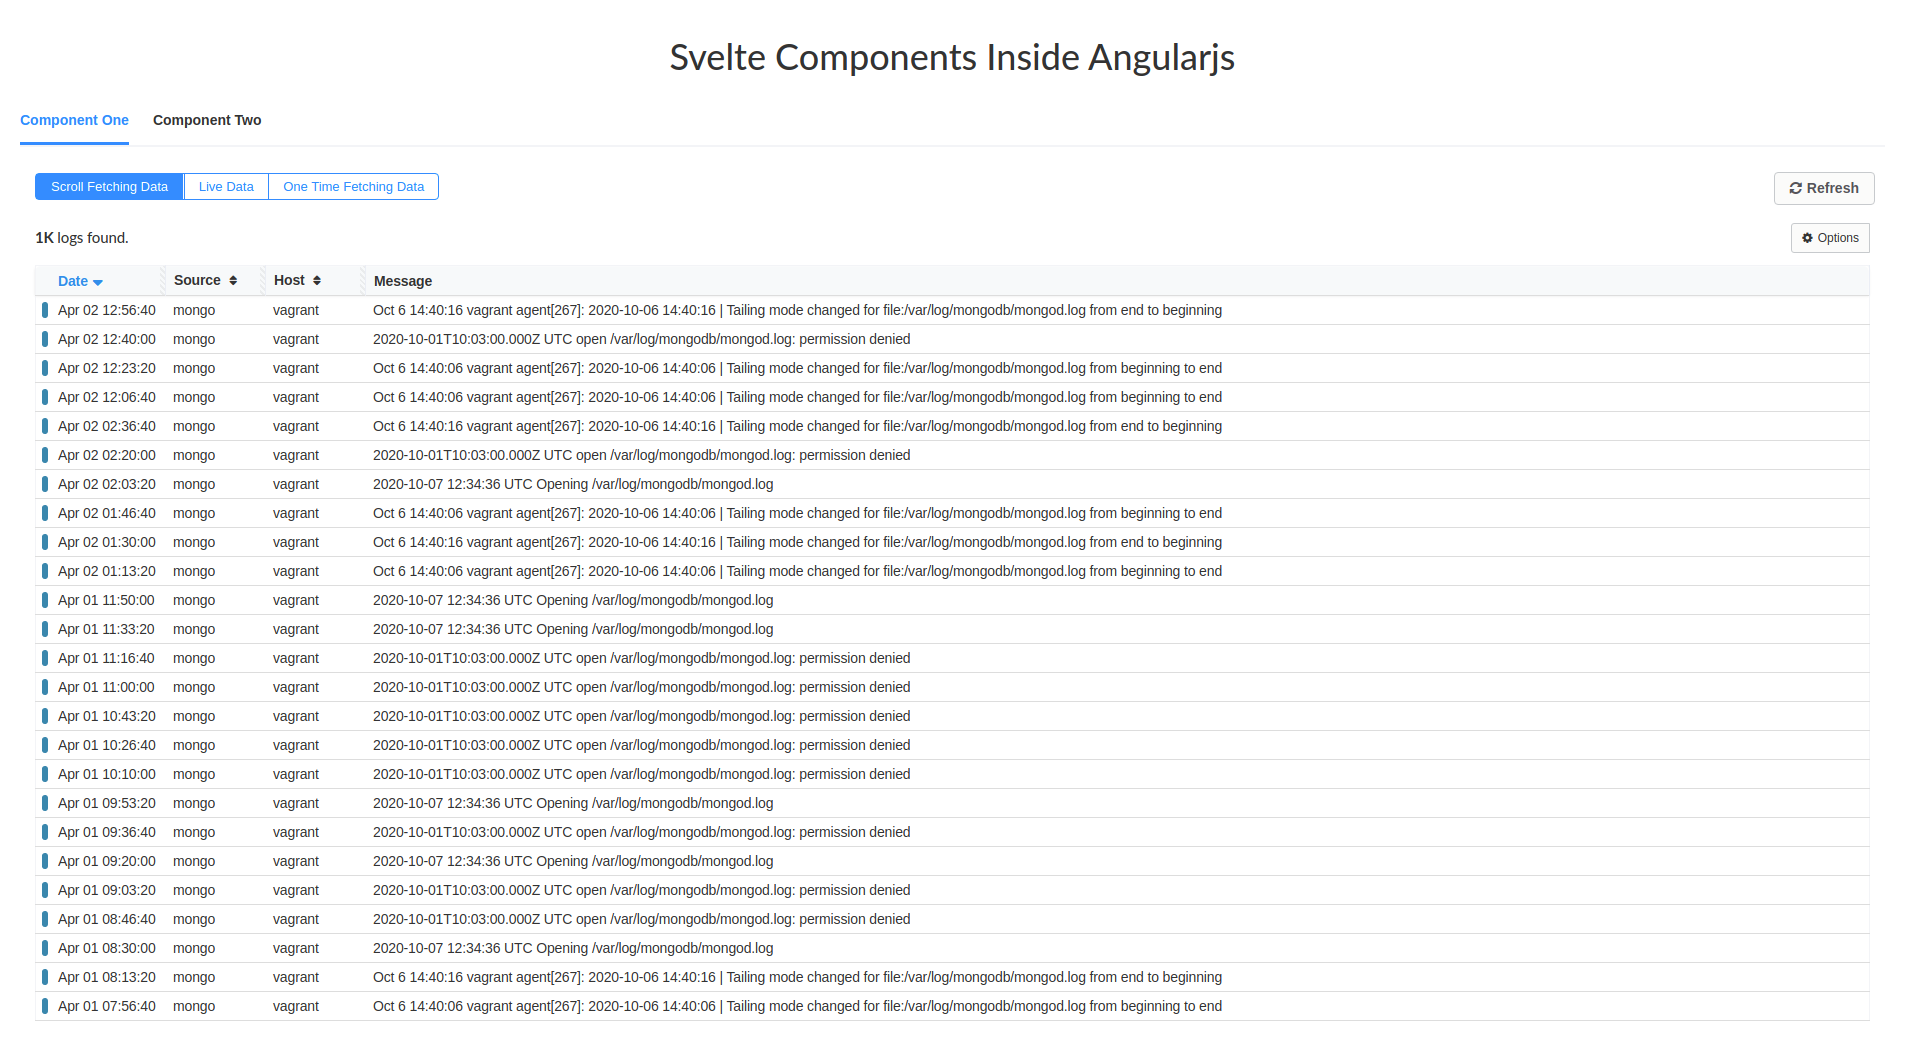 Svelte Components Inside Angularjs
Component One Component Two
Scroll Fetching Data Live Data One Time Fetching Data Refresh
1K logs found. Options
Date Source Host Message
Apr 02 12:56:40 mongo vagrant Oct 6 14:40:16 vagrant agent[267]: 2020-10-06 14:40:16 | Tailing mode changed for file:/var/log/mongodb/mongod.log from end to beginning
Apr 02 12:40:00 mongo vagrant 2020-10-01T10:03:00.000Z UTC open /var/log/mongodb/mongod.log: permission denied
Apr 02 12:23:20 mongo vagrant Oct 6 14:40:06 vagrant agent[267]: 2020-10-06 14:40:06 | Tailing mode changed for file:/var/log/mongodb/mongod.log from beginning to end
Apr 02 12:06:40 mongo vagrant Oct 6 14:40:06 vagrant agent[267]: 2020-10-06 14:40:06 | Tailing mode changed for file:/var/log/mongodb/mongod.log from beginning to end
Apr 02 02:36:40 mongo vagrant Oct 6 14:40:16 vagrant agent[267]: 2020-10-06 14:40:16 | Tailing mode changed for file:/var/log/mongodb/mongod.log from end to beginning
Apr 02 02:20:00 mongo vagrant 2020-10-01T10:03:00.000Z UTC open /var/log/mongodb/mongod.log: permission denied
Apr 02 02:03:20 mongo vagrant 2020-10-07 12:34:36 UTC Opening /var/log/mongodb/mongod.log
Apr 02 01:46:40 mongo vagrant Oct 6 14:40:06 vagrant agent[267]: 2020-10-06 14:40:06 | Tailing mode changed for file:/var/log/mongodb/mongod.log from beginning to end
Apr 02 01:30:00 mongo vagrant Oct 6 14:40:16 vagrant agent[267]: 2020-10-06 14:40:16 | Tailing mode changed for file:/var/log/mongodb/mongod.log from end to beginning
Apr 02 01:13:20 mongo vagrant Oct 6 14:40:06 vagrant agent[267]: 2020-10-06 14:40:06 | Tailing mode changed for file:/var/log/mongodb/mongod.log from beginning to end
Apr 01 11:50:00 mongo vagrant 2020-10-07 12:34:36 UTC Opening /var/log/mongodb/mongod.log
Apr 01 11:33:20 mongo vagrant 2020-10-07 12:34:36 UTC Opening /var/log/mongodb/mongod.log
Apr 01 11:16:40 mongo vagrant 2020-10-01T10:03:00.000Z UTC open /var/log/mongodb/mongod.log: permission denied
Apr 01 11:00:00 mongo vagrant 2020-10-01T10:03:00.000Z UTC open /var/log/mongodb/mongod.log: permission denied
Apr 01 10:43:20 mongo vagrant 2020-10-01T10:03:00.000Z UTC open /var/log/mongodb/mongod.log: permission denied
Apr 01 10:26:40 mongo vagrant 2020-10-01T10:03:00.000Z UTC open /var/log/mongodb/mongod.log: permission denied
Apr 01 10:10:00 mongo vagrant 2020-10-01T10:03:00.000Z UTC open /var/log/mongodb/mongod.log: permission denied
Apr 01 09:53:20 mongo vagrant 2020-10-07 12:34:36 UTC Opening /var/log/mongodb/mongod.log
Apr 01 09:36:40 mongo vagrant 2020-10-01T10:03:00.000Z UTC open /var/log/mongodb/mongod.log: permission denied
Apr 01 09:20:00 mongo vagrant 2020-10-07 12:34:36 UTC Opening /var/log/mongodb/mongod.log
Apr 01 09:03:20 mongo vagrant 2020-10-01T10:03:00.000Z UTC open /var/log/mongodb/mongod.log: permission denied
Apr 01 08:46:40 mongo vagrant 2020-10-01T10:03:00.000Z UTC open /var/log/mongodb/mongod.log: permission denied
Apr 01 08:30:00 mongo vagrant 2020-10-07 12:34:36 UTC Opening /var/log/mongodb/mongod.log
Apr 01 08:13:20 mongo vagrant Oct 6 14:40:16 vagrant agent[267]: 2020-10-06 14:40:16 | Tailing mode changed for file:/var/log/mongodb/mongod.log from end to beginning
Apr 01 07:56:40 mongo vagrant Oct 6 14:40:06 vagrant agent[267]: 2020-10-06 14:40:06 | Tailing mode changed for file:/var/log/mongodb/mongod.log from beginning to end